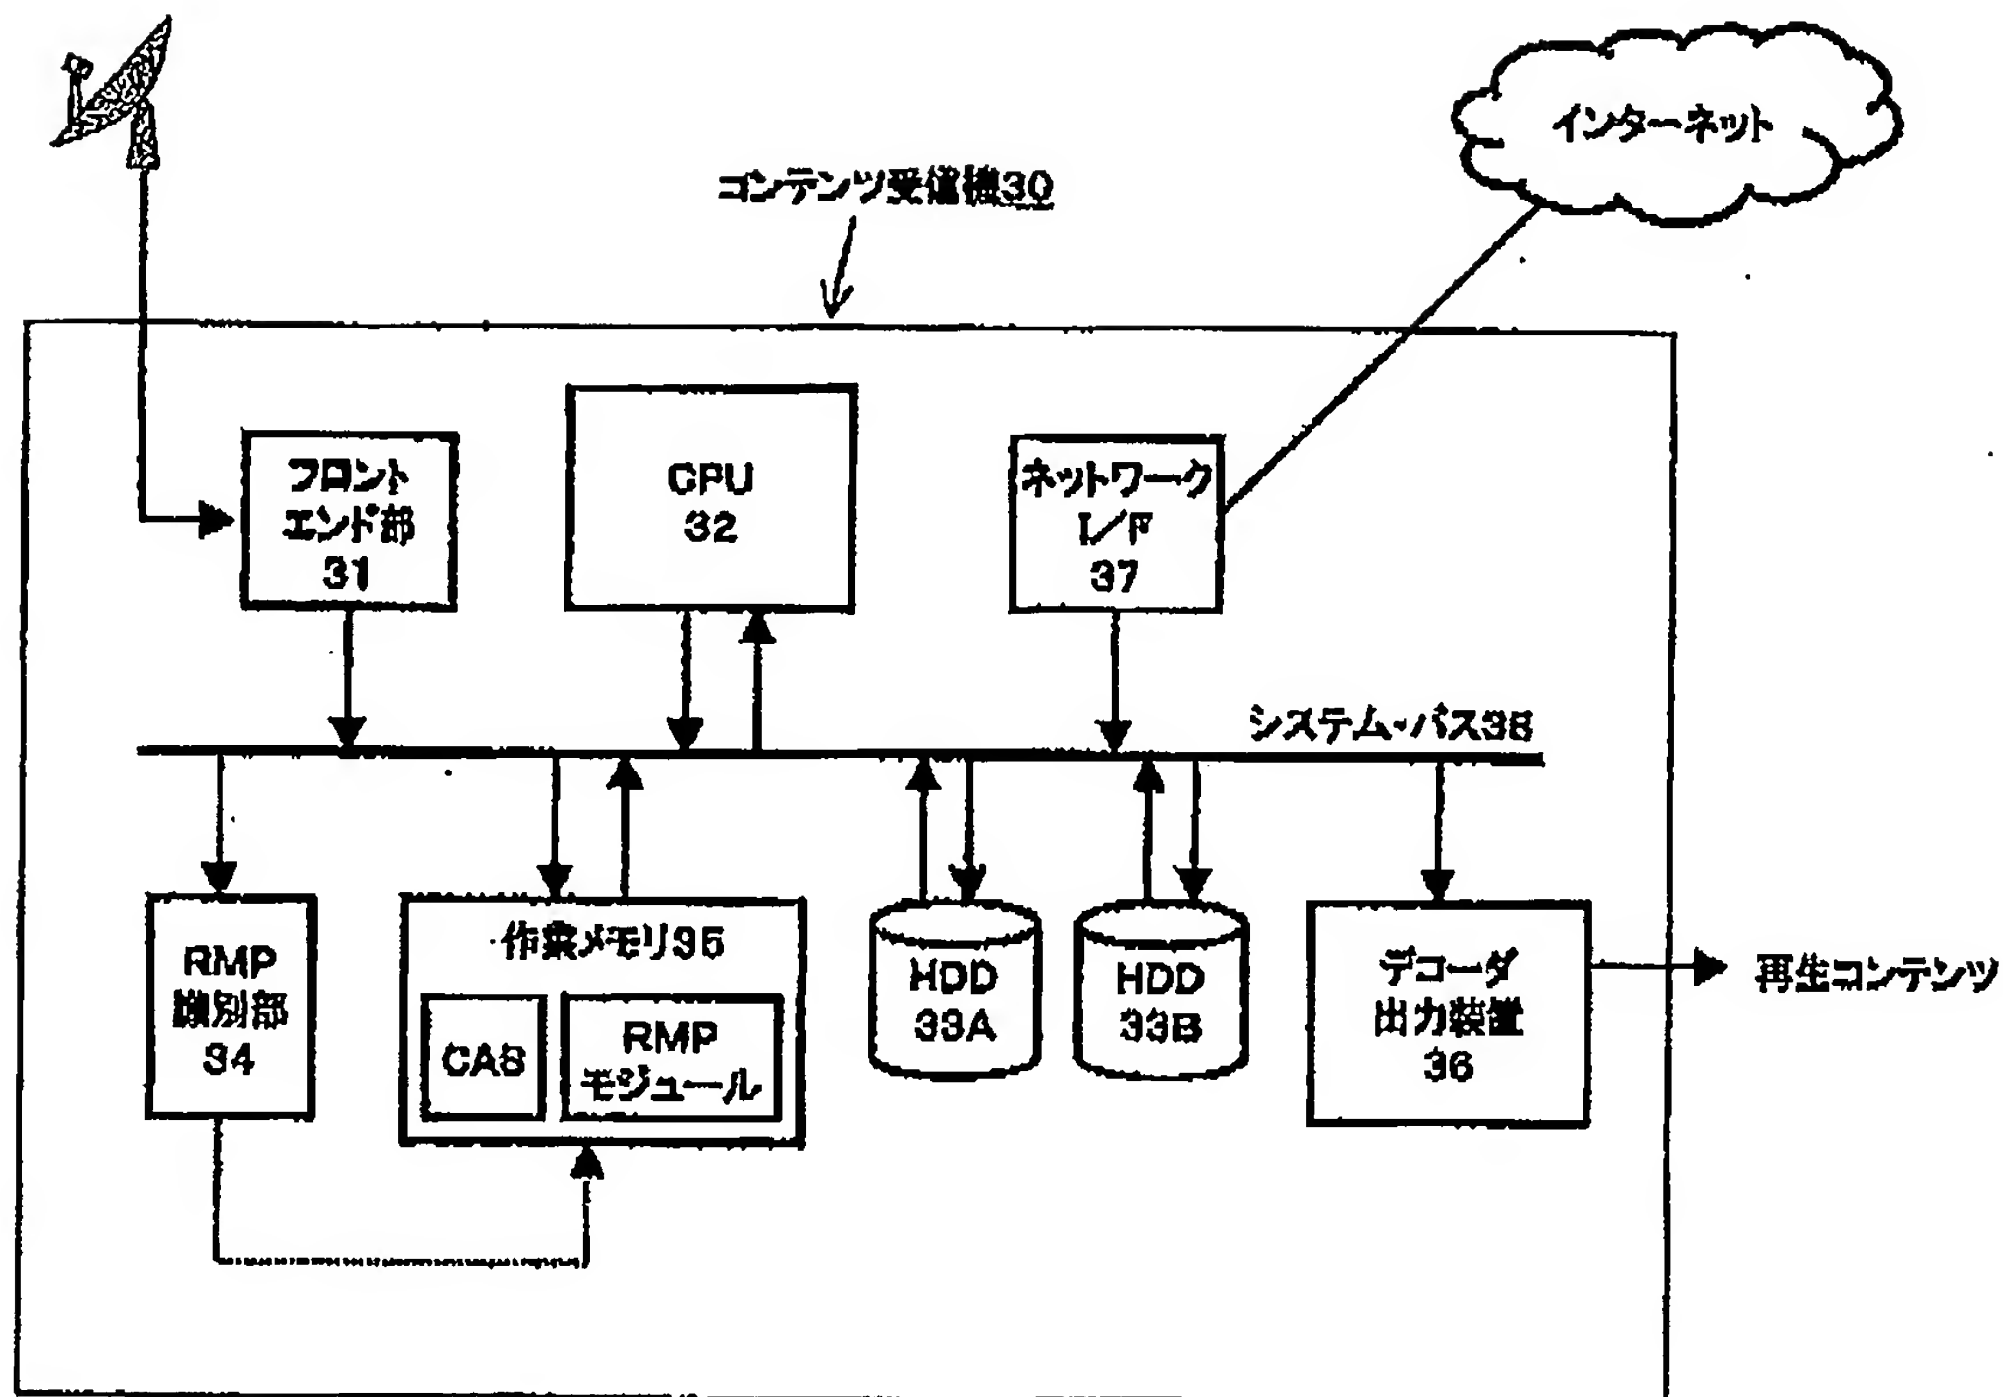 インターネット
コンテンツ受信機30
フロント
エンド部
31
CPU
32
ネットワーク
I/F
37
システム・バス38
RMP
識別部
34
作業メモリ35
CAS
RMP
モジュール
HDD
33A
HDD
33B
デコーダ
出力装置
36
再生コンテンツ